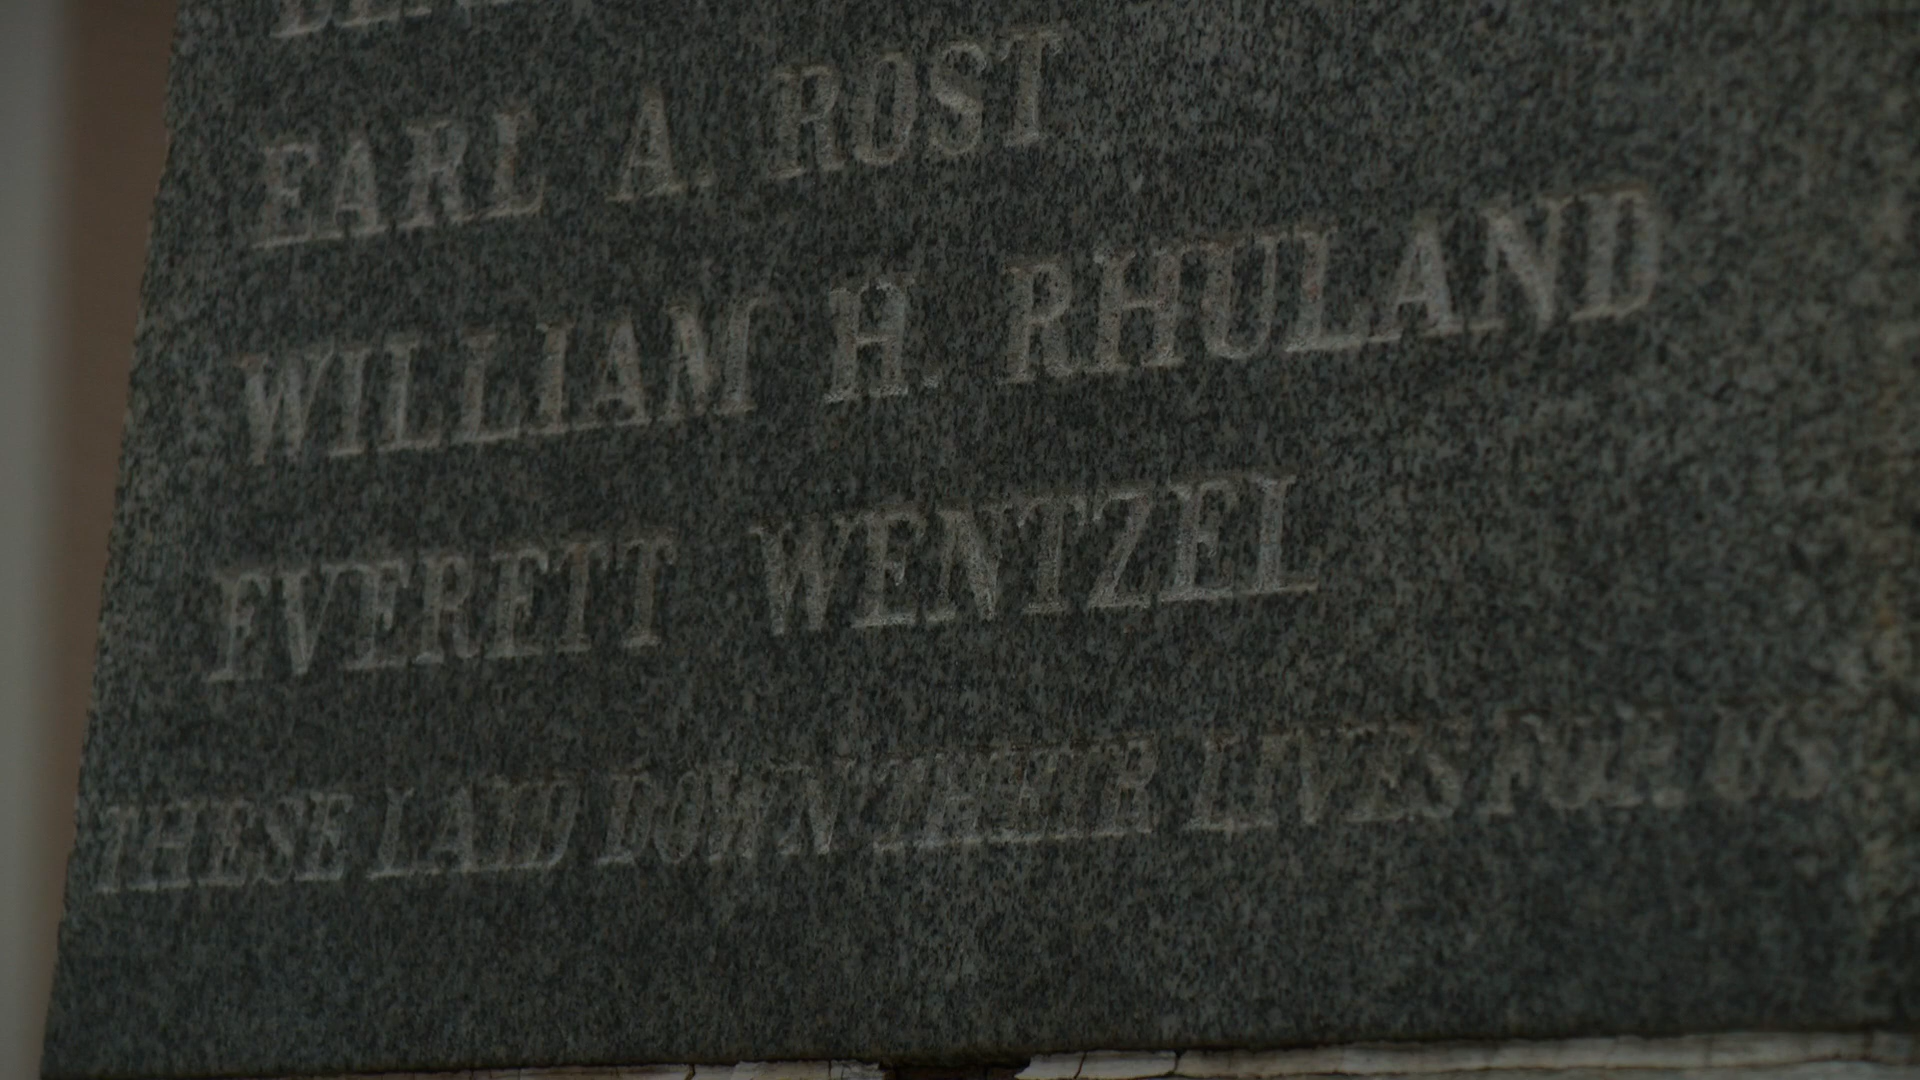 EARL A. ROST
WILLIAM H. RHULAND
EVERETT WENTZEL
THESE LAID DOWN THEIR LIVES FOR US